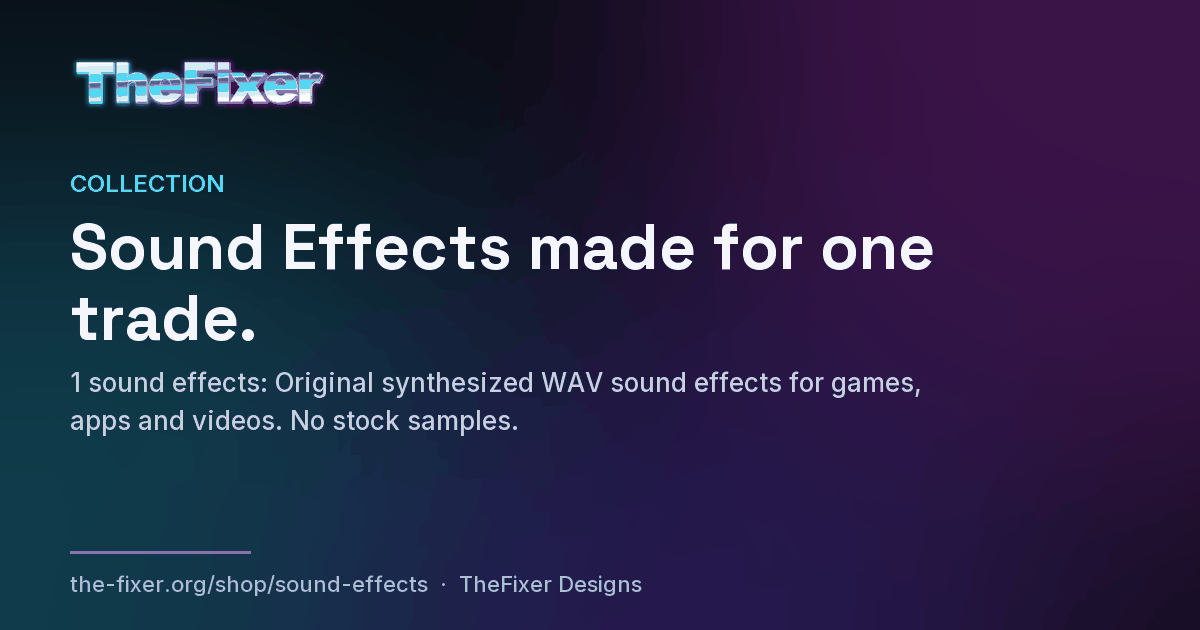 TheFixer
COLLECTION
Sound Effects made for one
trade.
1 sound effects: Original synthesized WAV sound effects for games,
apps and videos. No stock samples.
the-fixer.org/shop/sound-effects · TheFixer Designs